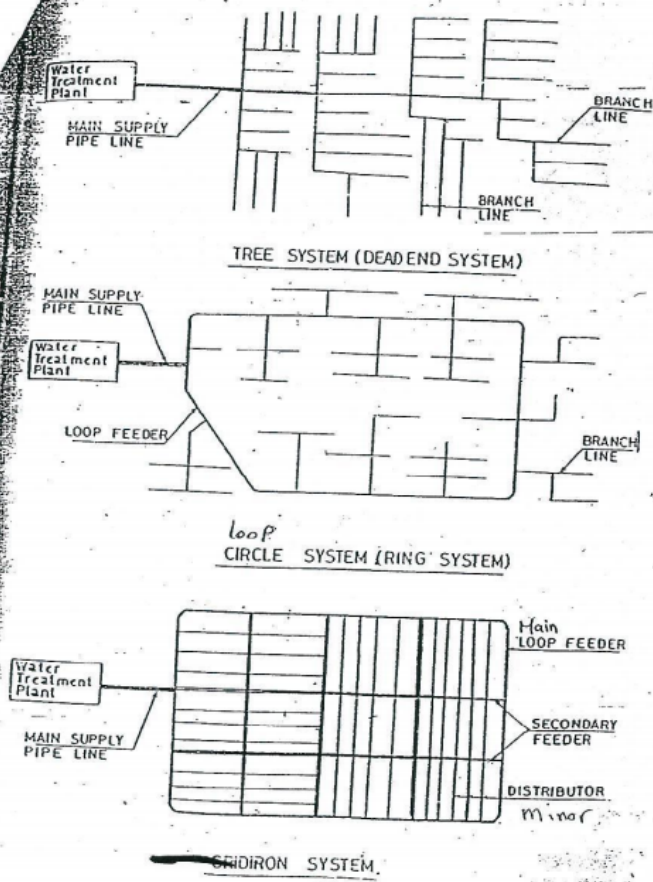 Water
Treatment
Plant
MAIN SUPPLY
PIPE LINE
BRANCH
LINE
BRANCH
LINE
TREE SYSTEM (DEAD END SYSTEM)
MAIN SUPPLY
PIPE LINE
Water
Treatment
Plant
LOOP FEEDER
BRANCH
LINE
loop
CIRCLE SYSTEM (RING SYSTEM)
Main
LOOP FEEDER
Water
Treatment
Plant
MAIN SUPPLY
PIPE LINE
SECONDARY
FEEDER
DISTRIBUTOR
Minor
GRIDIRON SYSTEM